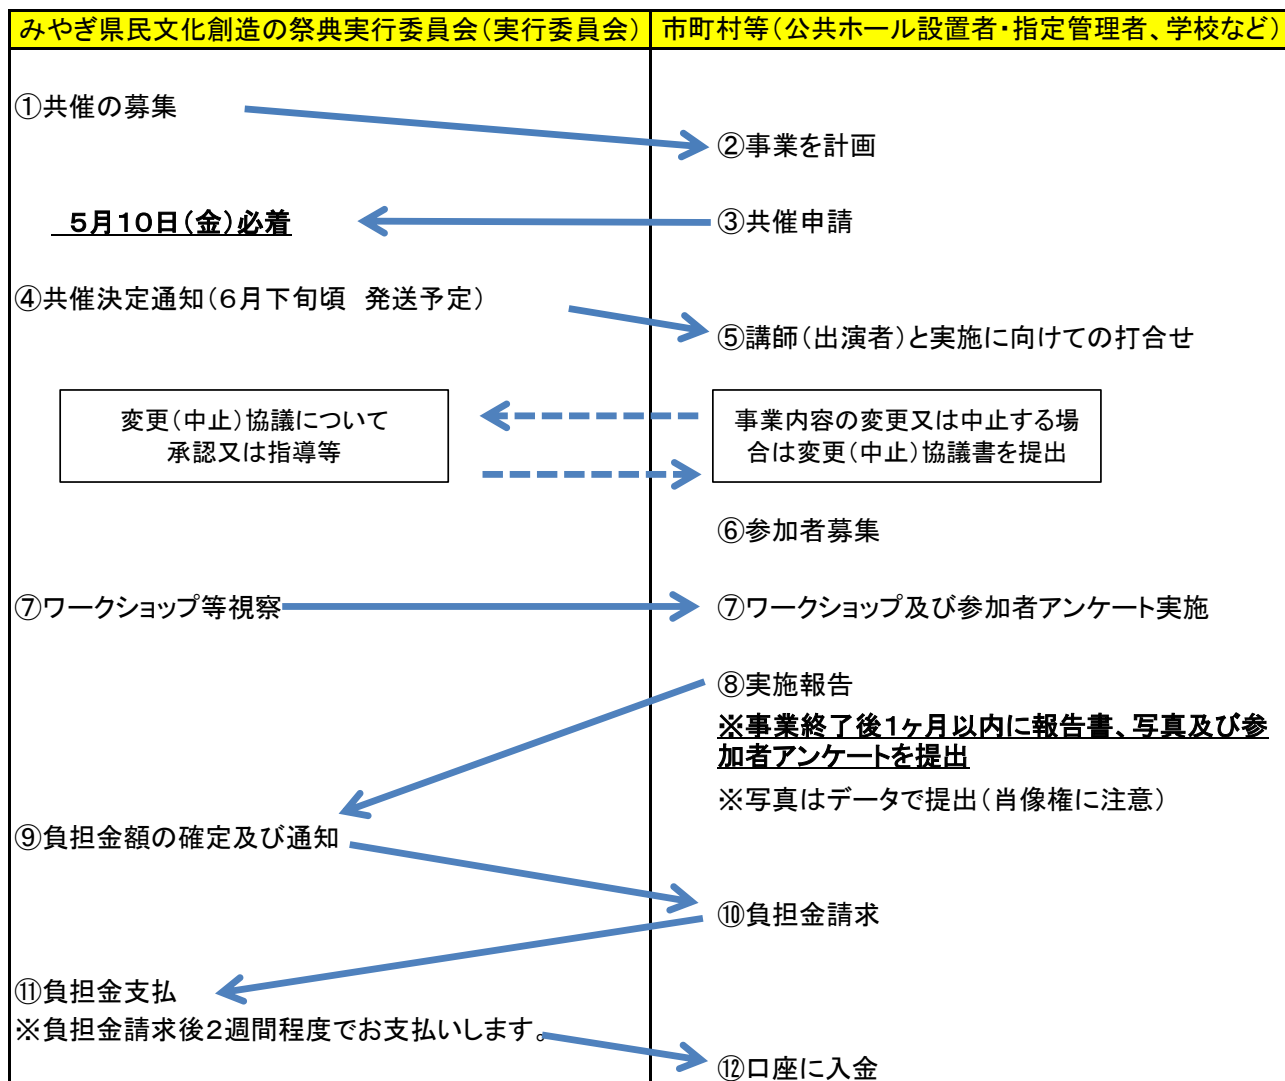 みやぎ県民文化創造の祭典実行委員会(実行委員会)
市町村等(公共ホール設置者・指定管理者、学校など)
①共催の募集
②事業を計画
5月10日(金)必着
③共催申請
④共催決定通知(6月下旬頃 発送予定)
⑤講師(出演者)と実施に向けての打合せ
変更(中止)協議について
承認又は指導等
事業内容の変更又は中止する場
合は変更(中止)協議書を提出
⑥参加者募集
⑦ワークショップ等視察
⑦ワークショップ及び参加者アンケート実施
⑧実施報告
※事業終了後1ヶ月以内に報告書、写真及び参
加者アンケートを提出
※写真はデータで提出(肖像権に注意)
⑨負担金額の確定及び通知
⑩負担金請求
⑪負担金支払
※負担金請求後2週間程度でお支払いします。
⑫口座に入金